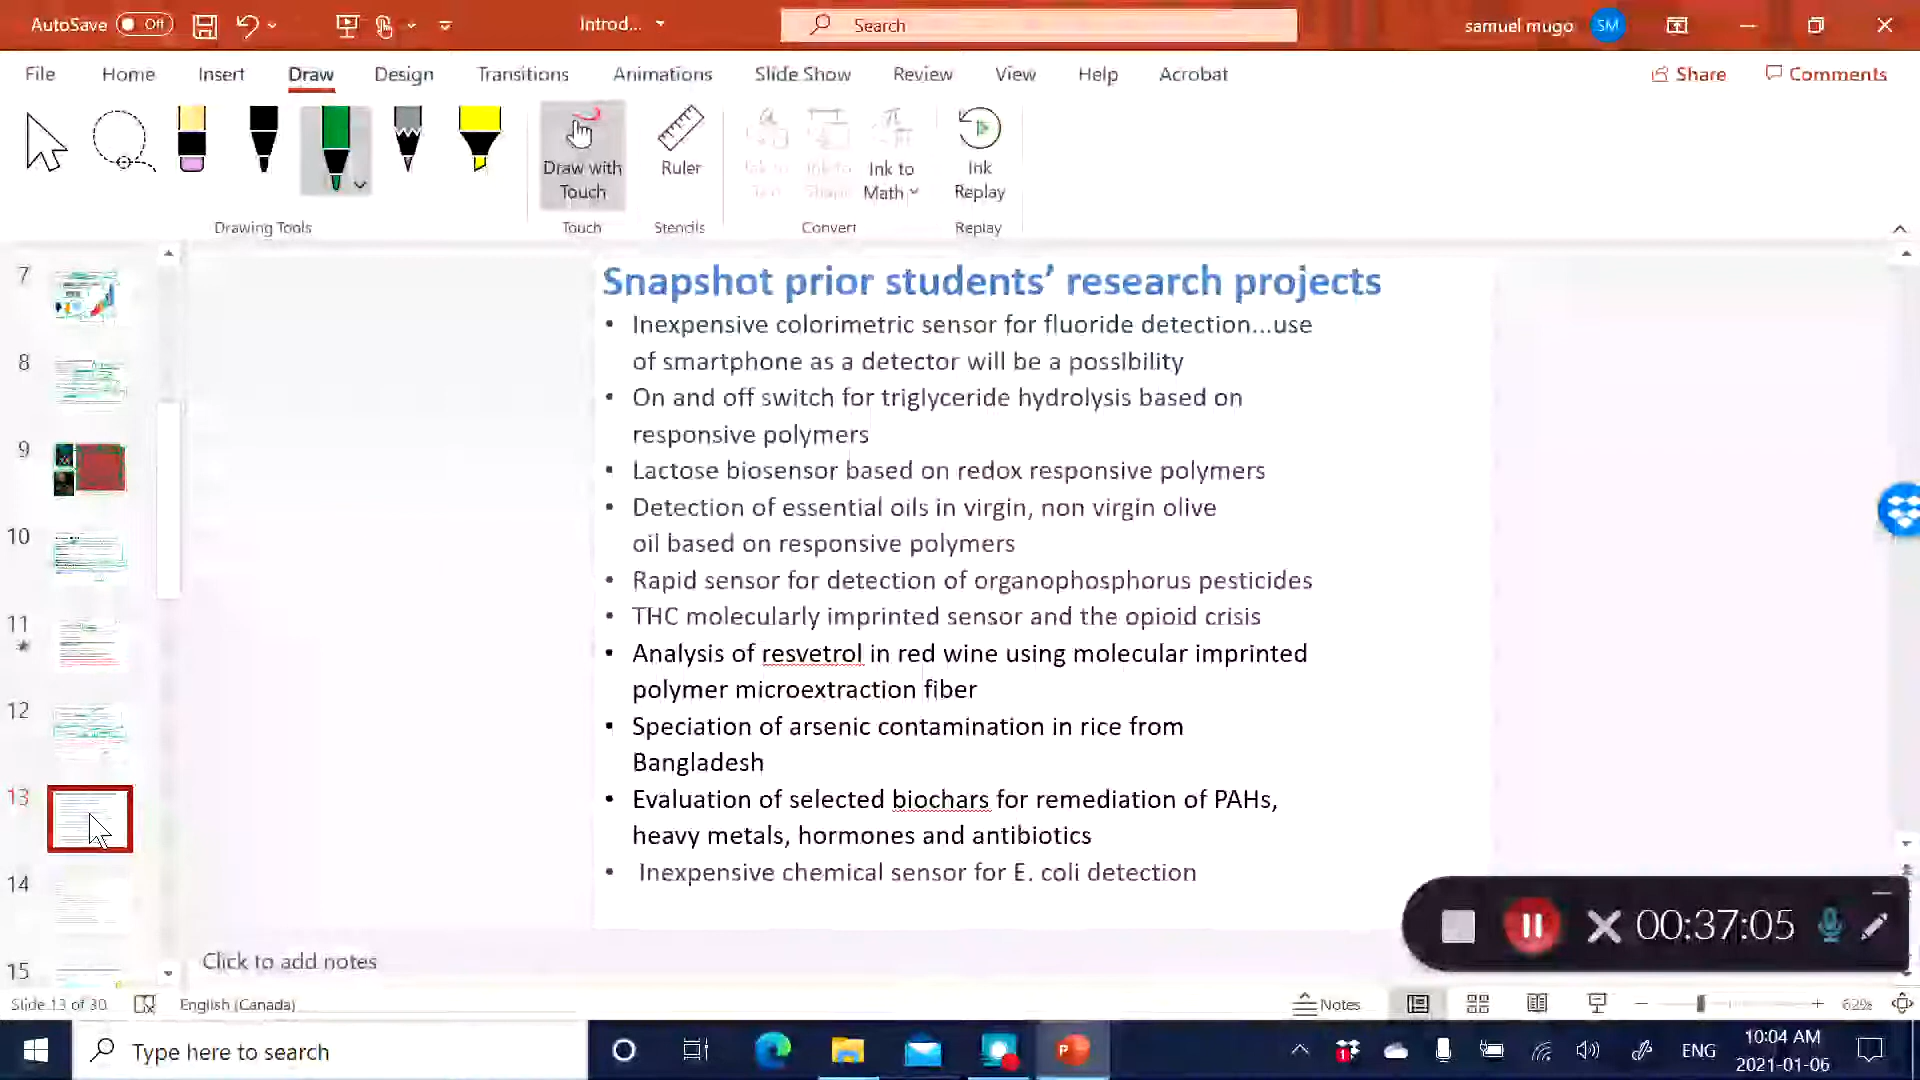 AutoSave Off Introd... Search samuel mugo SM
File Home Insert Draw Design Transitions Animations Slide Show Review View Help Acrobat Share Comments
Draw with Touch
Ruler
Ink to Text
Ink to Shape
Ink to Math
Ink Replay
Drawing Tools Touch Stencils Convert Replay
7
8
9
10
11
12
13
14
15
Snapshot prior students’ research projects
• Inexpensive colorimetric sensor for fluoride detection...use
of smartphone as a detector will be a possibility
• On and off switch for triglyceride hydrolysis based on
responsive polymers
• Lactose biosensor based on redox responsive polymers
• Detection of essential oils in virgin, non virgin olive
oil based on responsive polymers
• Rapid sensor for detection of organophosphorus pesticides
• THC molecularly imprinted sensor and the opioid crisis
• Analysis of resvetrol in red wine using molecular imprinted
polymer microextraction fiber
• Speciation of arsenic contamination in rice from
Bangladesh
• Evaluation of selected biochars for remediation of PAHs,
heavy metals, hormones and antibiotics
• Inexpensive chemical sensor for E. coli detection
00:37:05
Click to add notes
Slide 13 of 30 English (Canada) Notes 62%
Type here to search
ENG
10:04 AM
2021-01-06